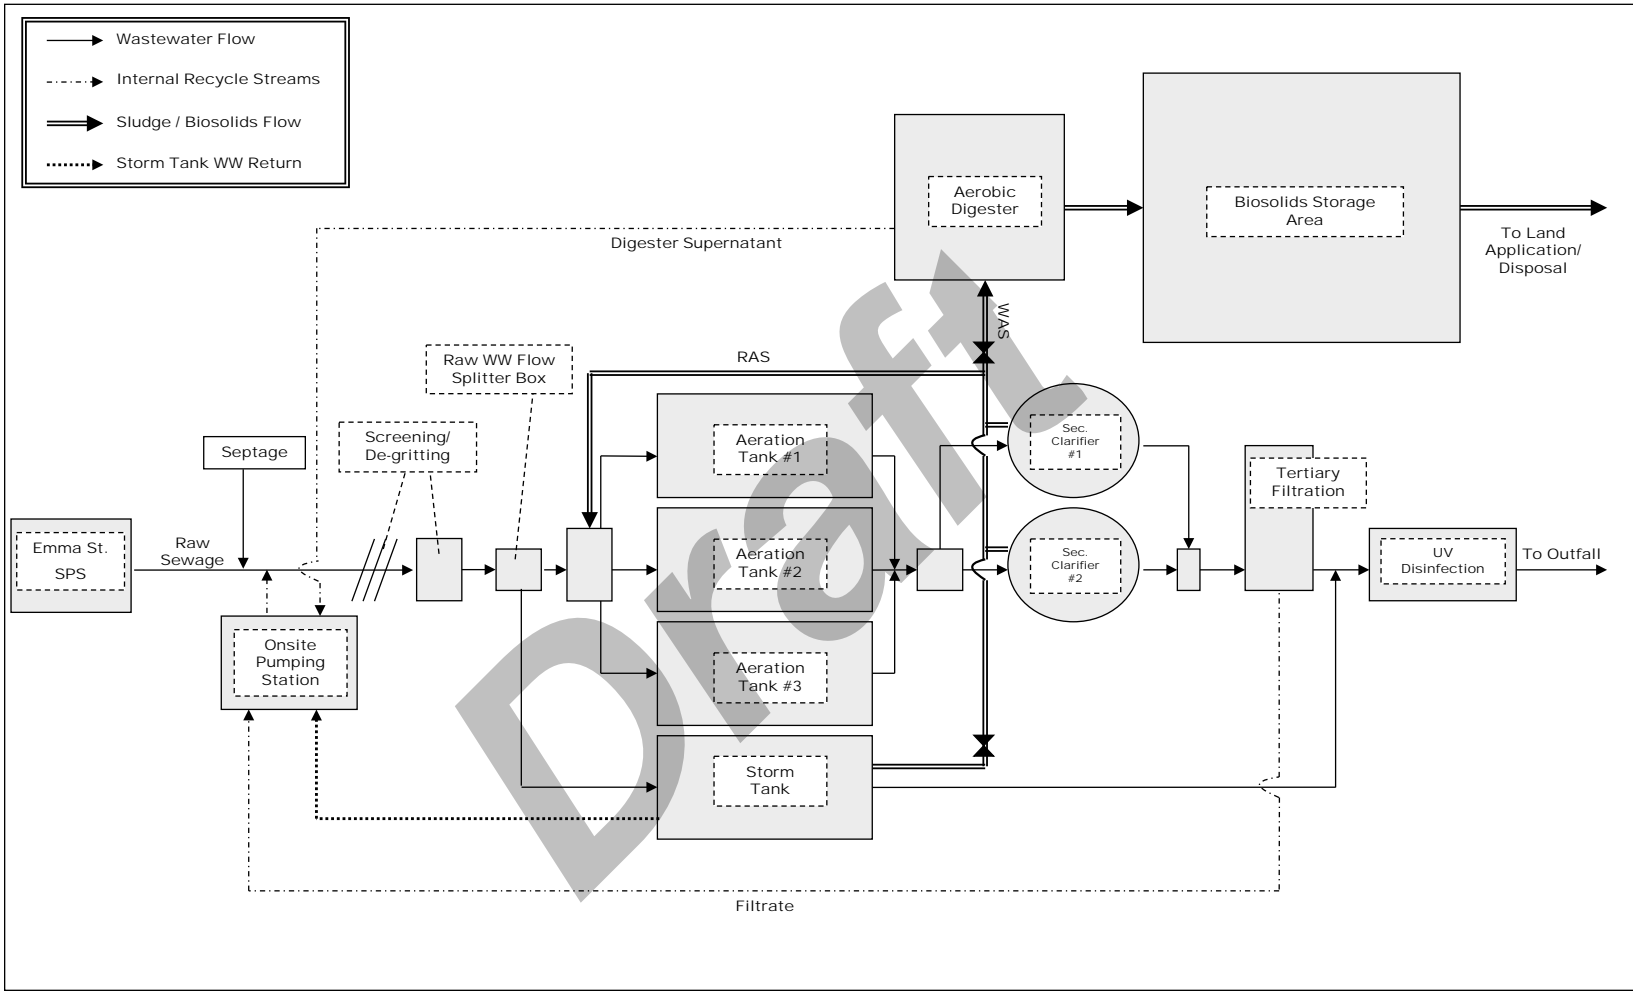 Wastewater Flow
Internal Recycle Streams
Sludge / Biosolids Flow
Storm Tank WW Return
Aerobic
Digester
Biosolids Storage
Area
To Land
Application/
Disposal
Digester Supernatant
WAS
RAS
Raw WW Flow
Splitter Box
Screening/
De-gritting
Septage
Aeration
Tank #1
Sec.
Clarifier
#1
Tertiary
Filtration
Emma St.
SPS
Raw
Sewage
Aeration
Tank #2
Sec.
Clarifier
#2
UV
Disinfection
To Outfall
Onsite
Pumping
Station
Aeration
Tank #3
Storm
Tank
Filtrate
Draft